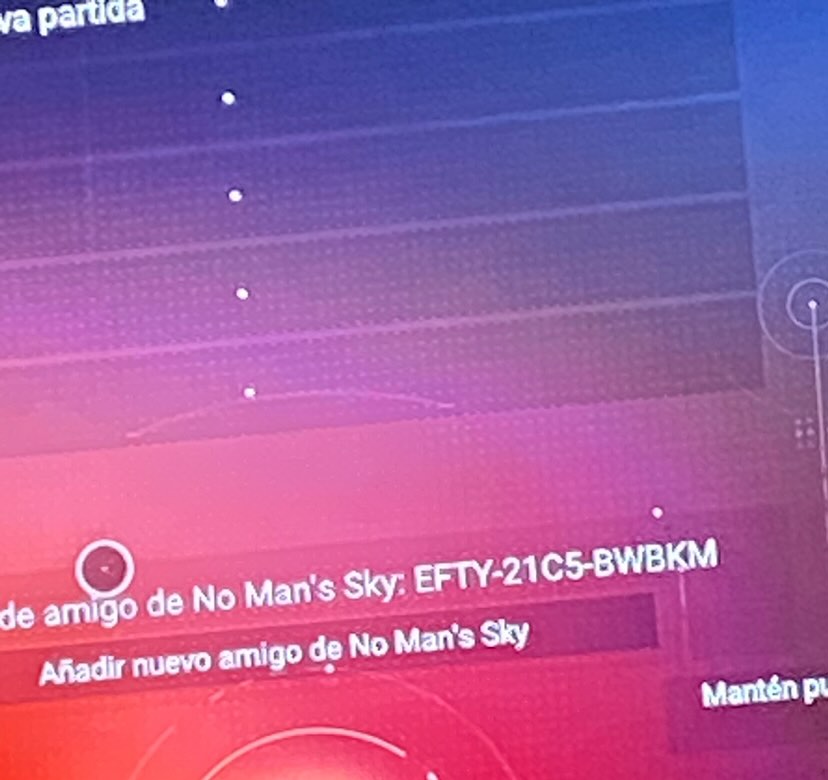 va partida
de amigo de No Man's Sky: EFTY-21C5-BWBKM
Añadir nuevo amigo de No Man's Sky
Mantén pu